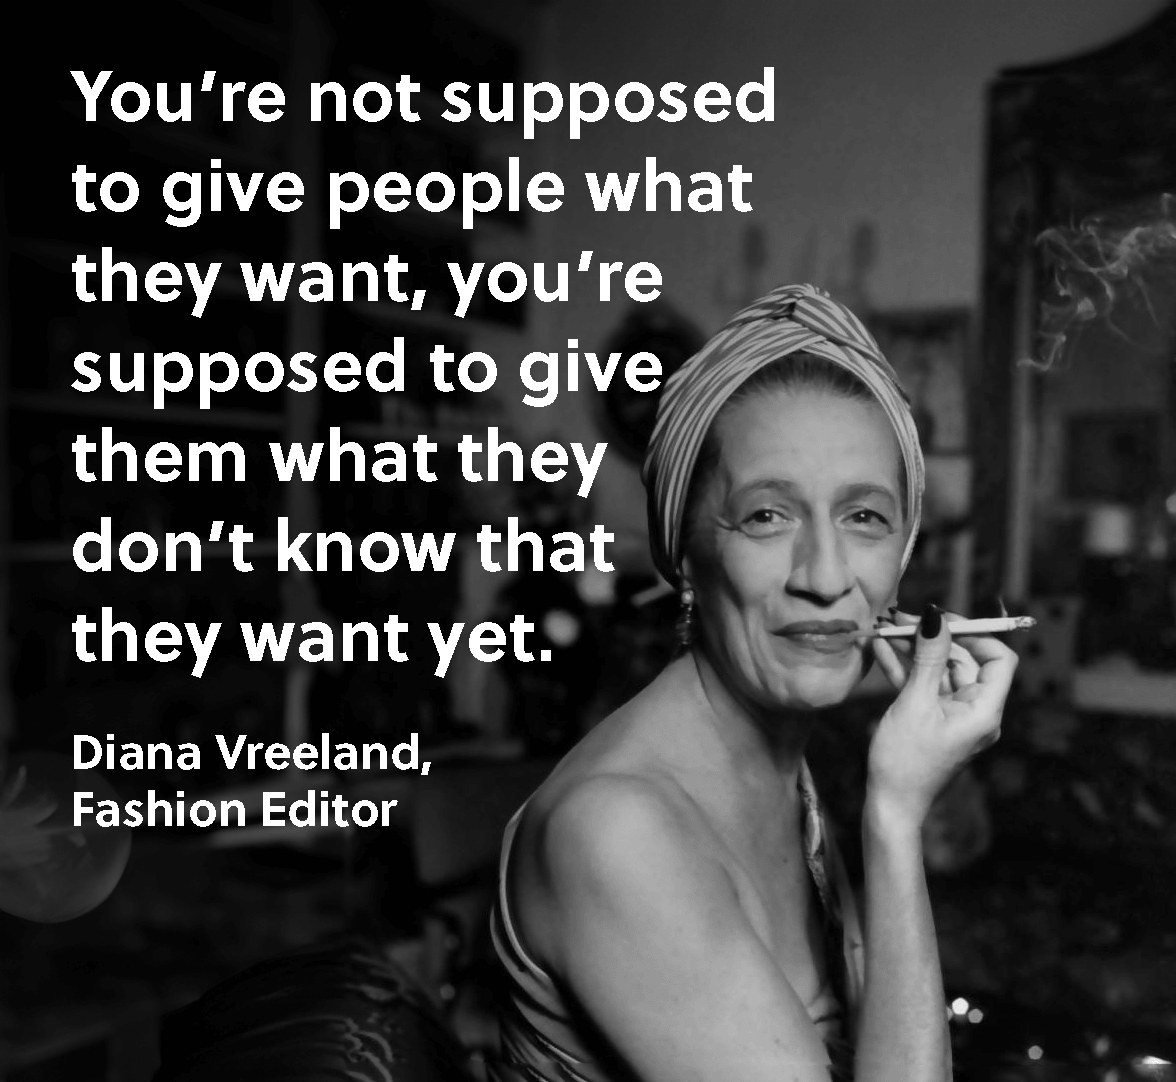 You’re not supposed
to give people what
they want, you’re
supposed to give
them what they
don’t know that
they want yet.
Diana Vreeland,
Fashion Editor